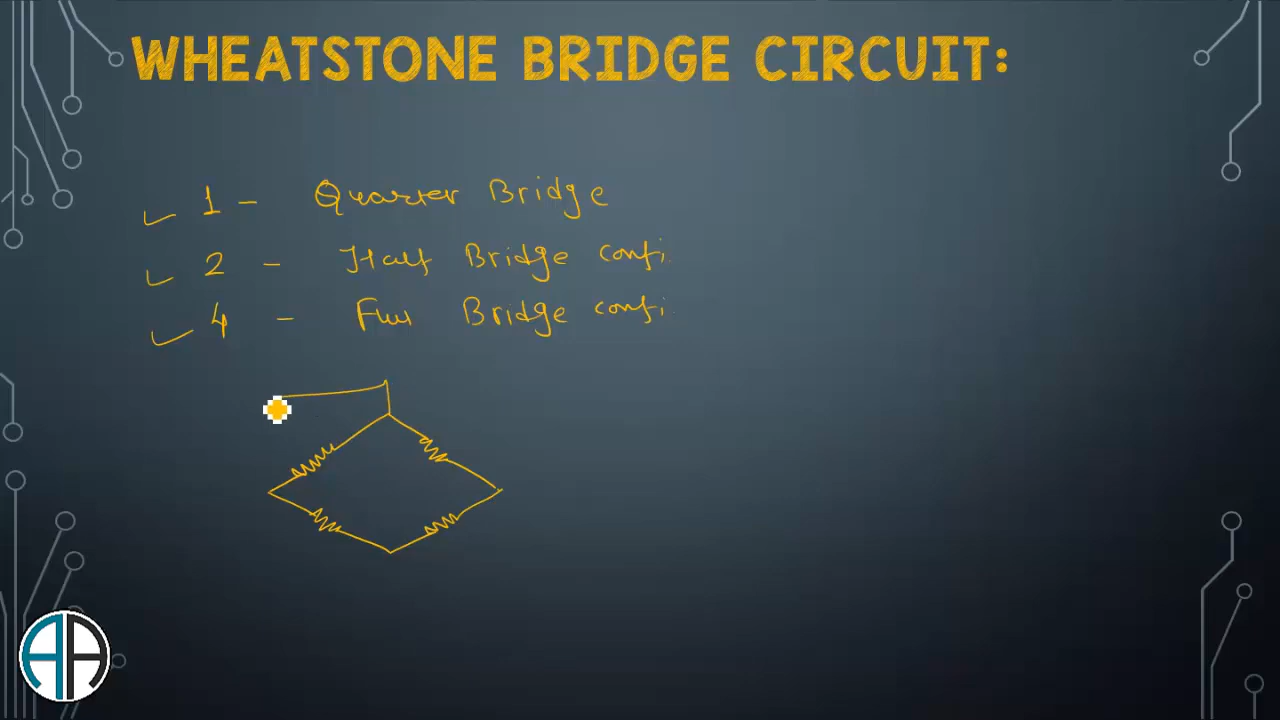 WHEATSTONE BRIDGE CIRCUIT:
1 - Quarter Bridge
2 - Half Bridge confi.
4 - Full Bridge confi.